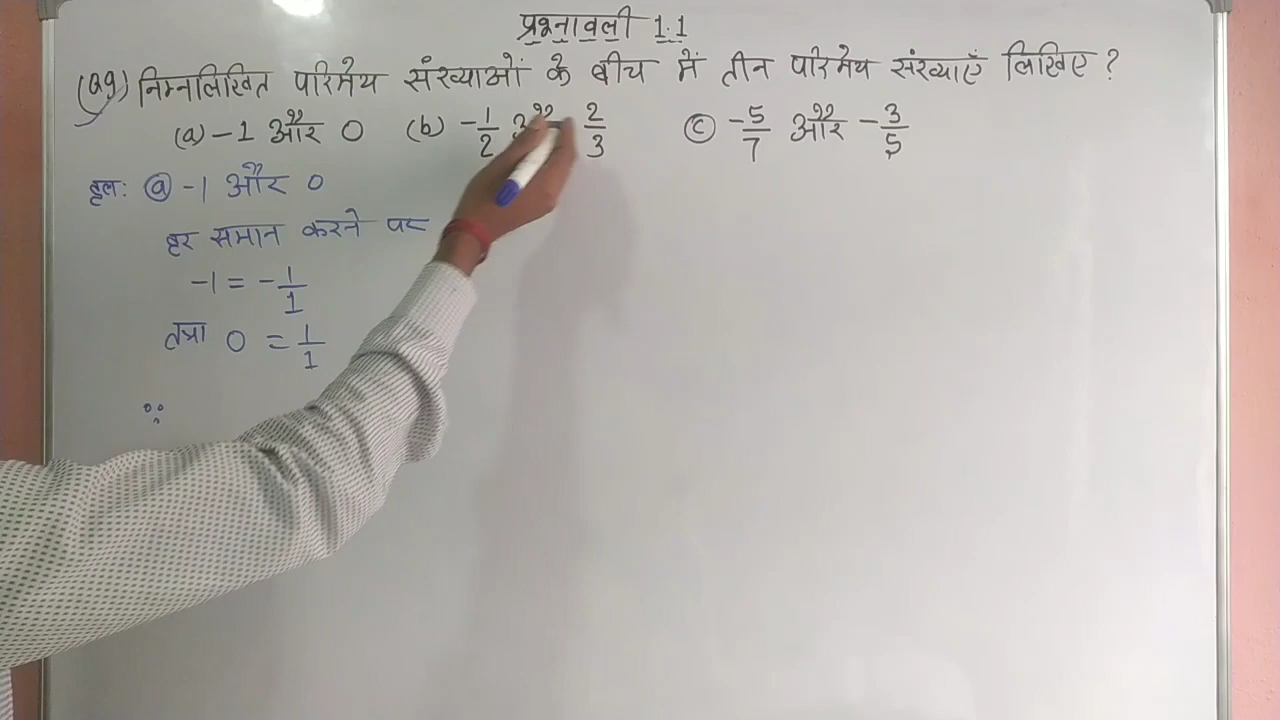 प्रश्नावली 1.1
(Q9) निम्नलिखित परिमेय संख्याओं के बीच में तीन परिमेय संख्याएँ लिखिए ?
(a) -1 और 0 (b) -1/2 2/3 (c) -5/7 और -3/5
हल: (a) -1 और 0
हर समान करने पर
-1 = -1/1
तथा 0 = 1/1
∵